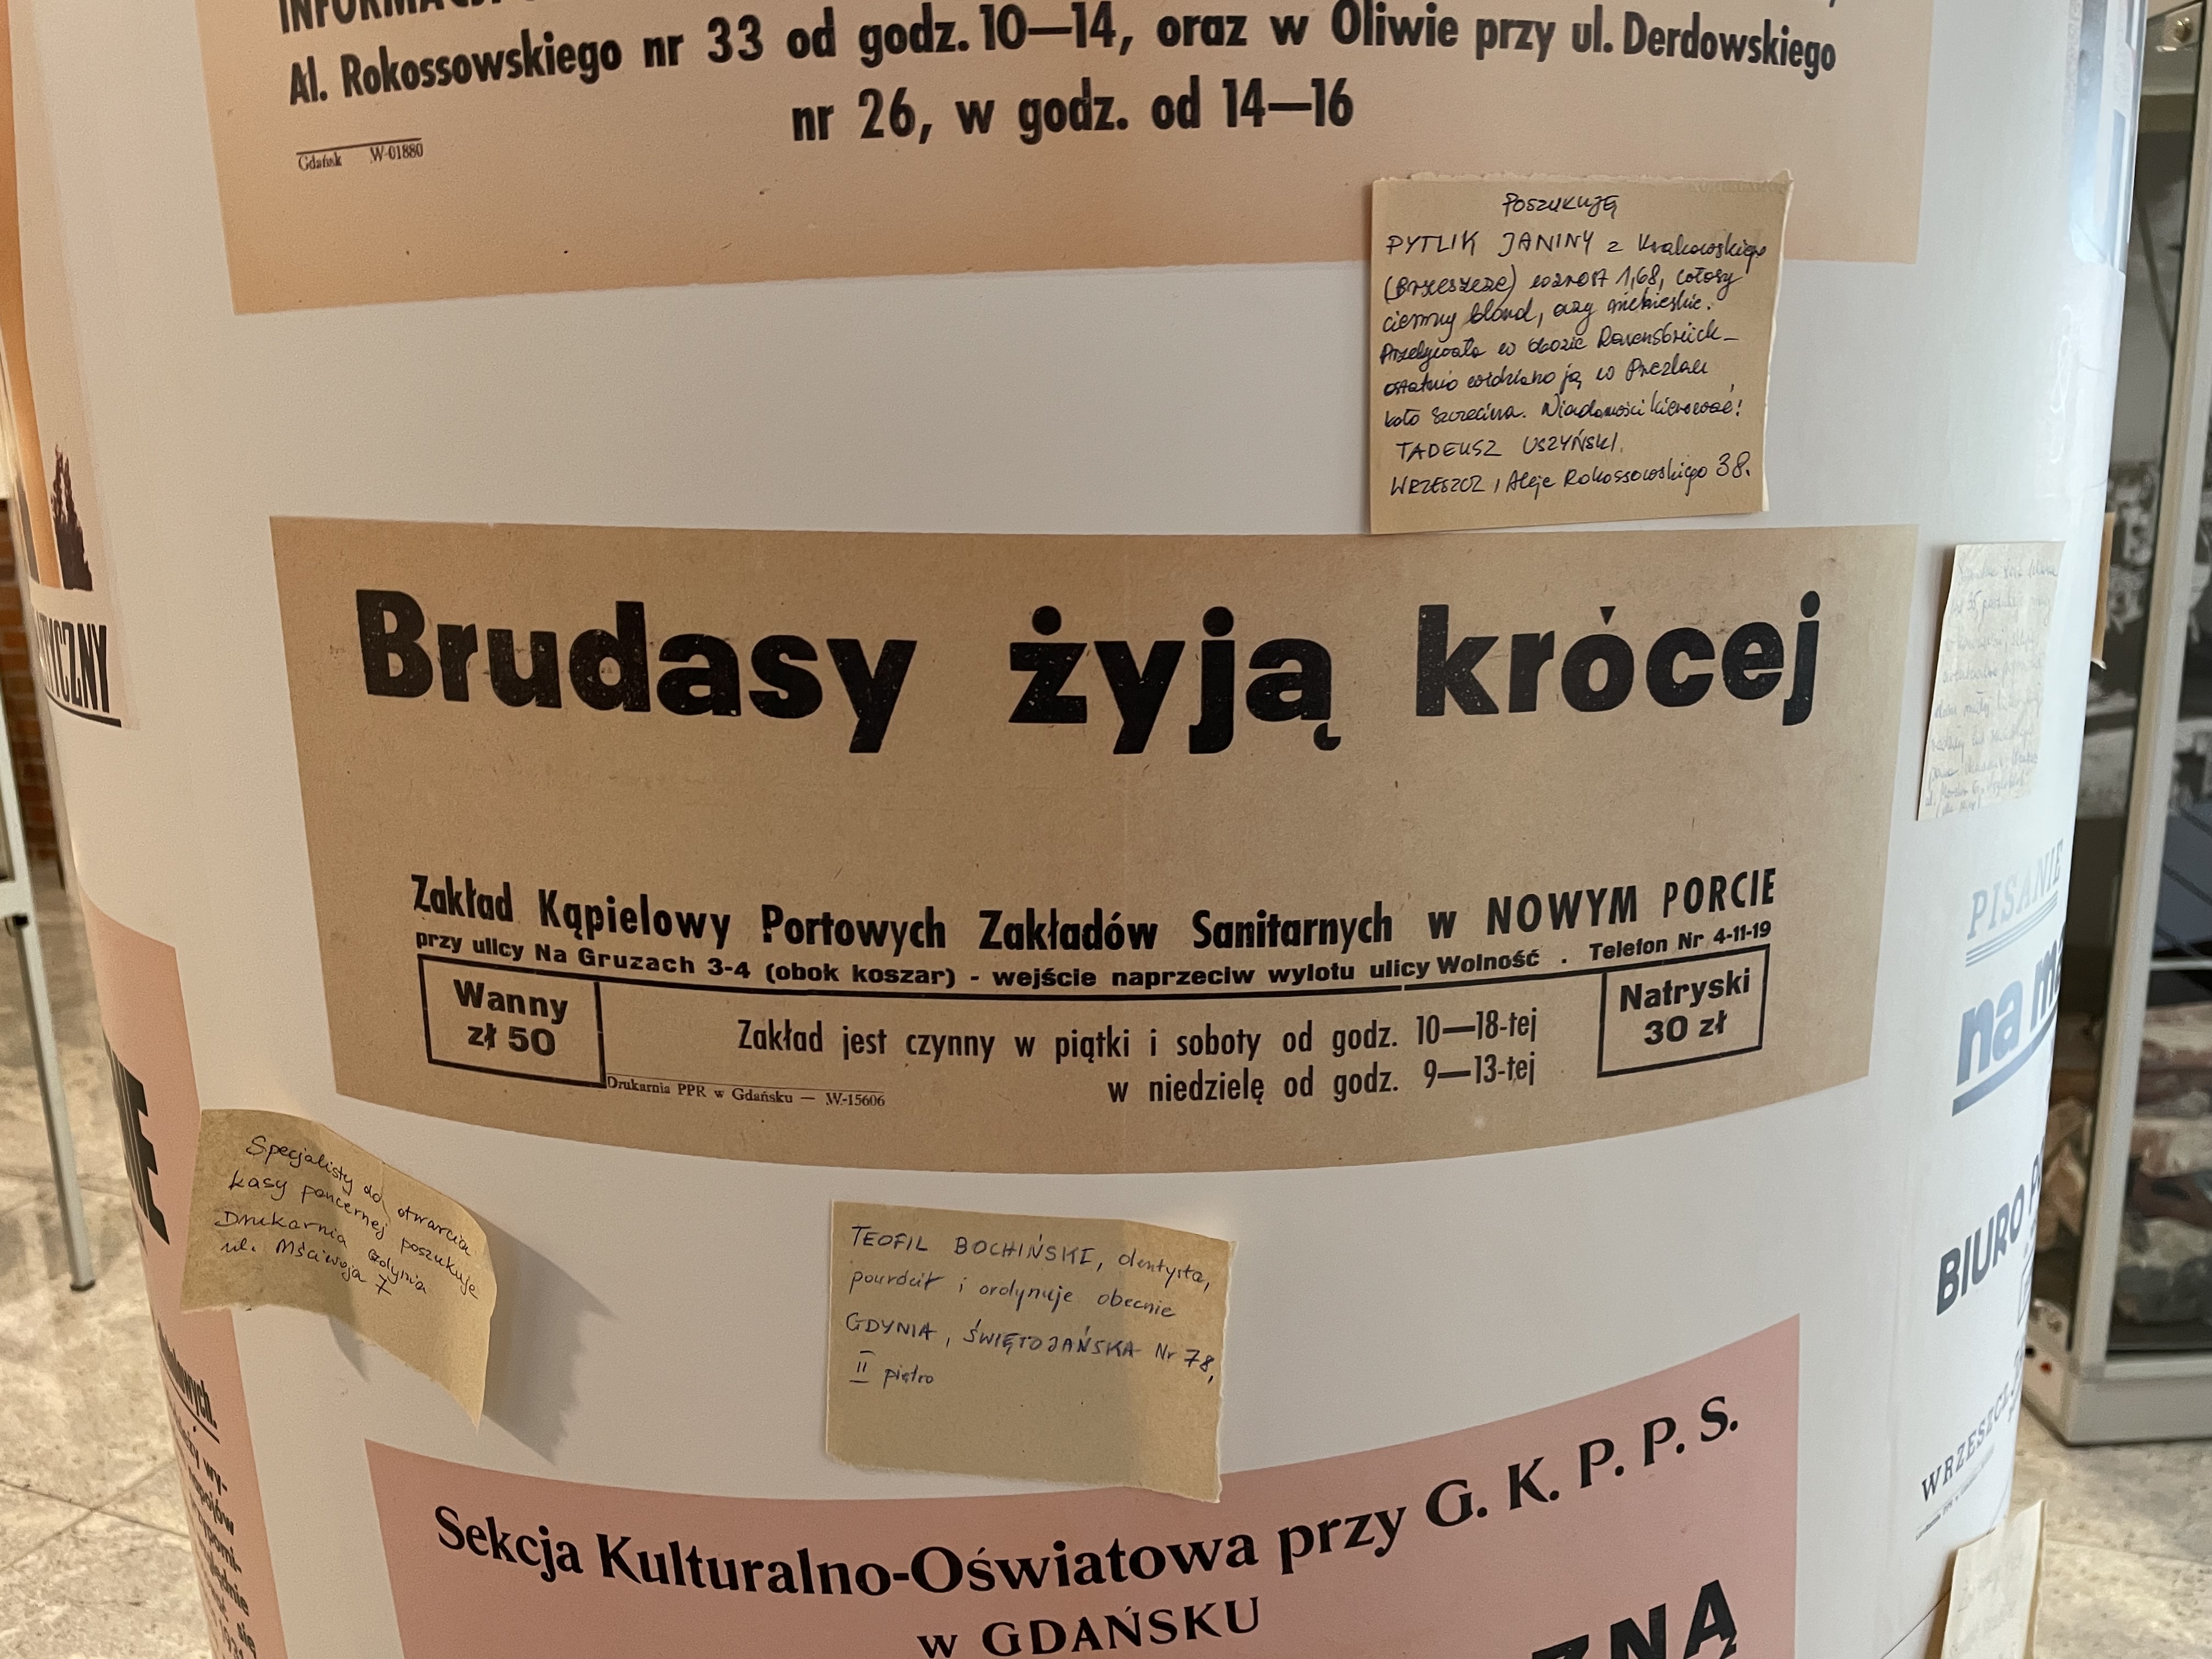 Al. Rokossowskiego nr 33 od godz. 10—14, oraz w Oliwie przy ul. Derdowskiego
nr 26, w godz. od 14—16
Gdańsk W-01880
POSZUKUJĘ
PYTLIK JANINY z Krakowskiego
(Brzeszcze) wzrost 1,68, włosy
ciemny blond, oczy niebieskie.
Przebywała w obozie Ravensbrück –
ostatnio widziano ją w Prezlau
koło Szczecina. Wiadomości kierować!
TADEUSZ USZYŃSKI.
WRZESZCZ, Aleje Rokossowskiego 38.
Brudasy żyją krócej
Zakład Kąpielowy Portowych Zakładów Sanitarnych w NOWYM PORCIE
przy ulicy Na Gruzach 3-4 (obok koszar) - wejście naprzeciw wylotu ulicy Wolność . Telefon Nr 4-11-19
Wanny
zł 50
Zakład jest czynny w piątki i soboty od godz. 10—18-tej
w niedzielę od godz. 9—13-tej
Natryski
30 zł
Drukarnia PPR w Gdańsku — W-15606
Specjalisty do otwarcia
kasy pancernej poszukuje
Drukarnia Gdynia
ul. Mściwoja 7
TEOFIL BOCHIŃSKI, dentysta,
powrócił i ordynuje obecnie
GDYNIA, ŚWIĘTOJAŃSKA Nr 78,
II piętro
Sekcja Kulturalno-Oświatowa przy G. K. P. P. S.
w GDAŃSKU
ZNĄ
PISANIE
na ma
BIURO
WRZESZCZ